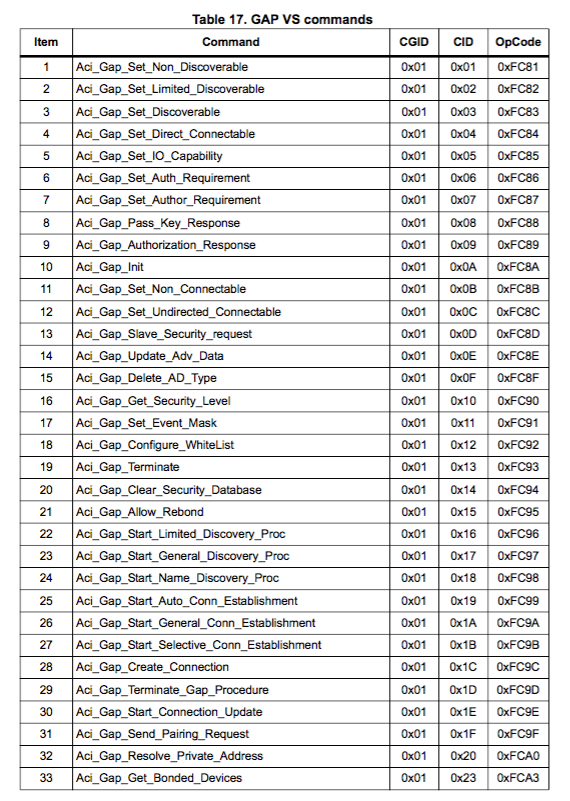 Table 17. GAP VS commands
Item Command CGID CID OpCode
1 Aci_Gap_Set_Non_Discoverable 0x01 0x01 0xFC81
2 Aci_Gap_Set_Limited_Discoverable 0x01 0x02 0xFC82
3 Aci_Gap_Set_Discoverable 0x01 0x03 0xFC83
4 Aci_Gap_Set_Direct_Connectable 0x01 0x04 0xFC84
5 Aci_Gap_Set_IO_Capability 0x01 0x05 0xFC85
6 Aci_Gap_Set_Auth_Requirement 0x01 0x06 0xFC86
7 Aci_Gap_Set_Author_Requirement 0x01 0x07 0xFC87
8 Aci_Gap_Pass_Key_Response 0x01 0x08 0xFC88
9 Aci_Gap_Authorization_Response 0x01 0x09 0xFC89
10 Aci_Gap_Init 0x01 0x0A 0xFC8A
11 Aci_Gap_Set_Non_Connectable 0x01 0x0B 0xFC8B
12 Aci_Gap_Set_Undirected_Connectable 0x01 0x0C 0xFC8C
13 Aci_Gap_Slave_Security_request 0x01 0x0D 0xFC8D
14 Aci_Gap_Update_Adv_Data 0x01 0x0E 0xFC8E
15 Aci_Gap_Delete_AD_Type 0x01 0x0F 0xFC8F
16 Aci_Gap_Get_Security_Level 0x01 0x10 0xFC90
17 Aci_Gap_Set_Event_Mask 0x01 0x11 0xFC91
18 Aci_Gap_Configure_WhiteList 0x01 0x12 0xFC92
19 Aci_Gap_Terminate 0x01 0x13 0xFC93
20 Aci_Gap_Clear_Security_Database 0x01 0x14 0xFC94
21 Aci_Gap_Allow_Rebond 0x01 0x15 0xFC95
22 Aci_Gap_Start_Limited_Discovery_Proc 0x01 0x16 0xFC96
23 Aci_Gap_Start_General_Discovery_Proc 0x01 0x17 0xFC97
24 Aci_Gap_Start_Name_Discovery_Proc 0x01 0x18 0xFC98
25 Aci_Gap_Start_Auto_Conn_Establishment 0x01 0x19 0xFC99
26 Aci_Gap_Start_General_Conn_Establishment 0x01 0x1A 0xFC9A
27 Aci_Gap_Start_Selective_Conn_Establishment 0x01 0x1B 0xFC9B
28 Aci_Gap_Create_Connection 0x01 0x1C 0xFC9C
29 Aci_Gap_Terminate_Gap_Procedure 0x01 0x1D 0xFC9D
30 Aci_Gap_Start_Connection_Update 0x01 0x1E 0xFC9E
31 Aci_Gap_Send_Pairing_Request 0x01 0x1F 0xFC9F
32 Aci_Gap_Resolve_Private_Address 0x01 0x20 0xFCA0
33 Aci_Gap_Get_Bonded_Devices 0x01 0x23 0xFCA3